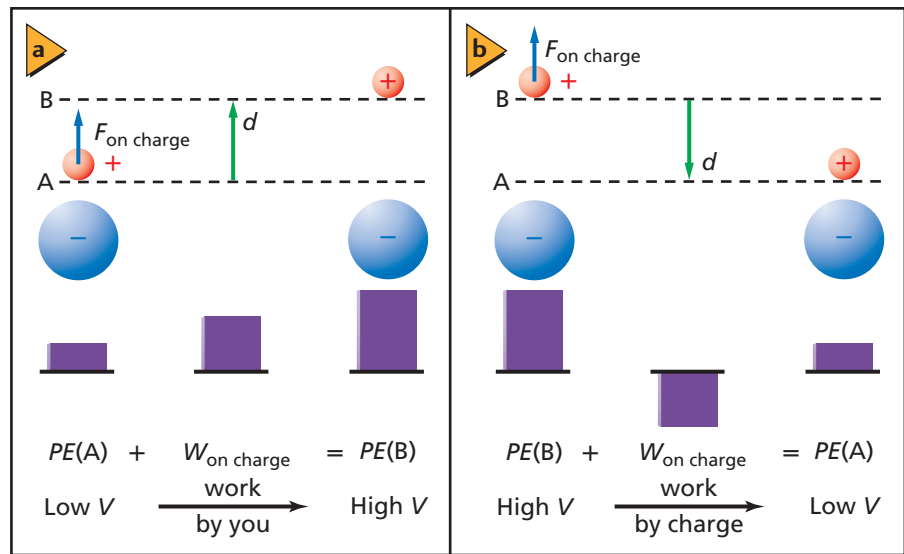 a
B
F on charge
d
+
+
A
−
−
PE(A) + W on charge = PE(B)
Low V work by you High V
b
F on charge
+
B
d
A
+
−
−
PE(B) + W on charge = PE(A)
High V work by charge Low V